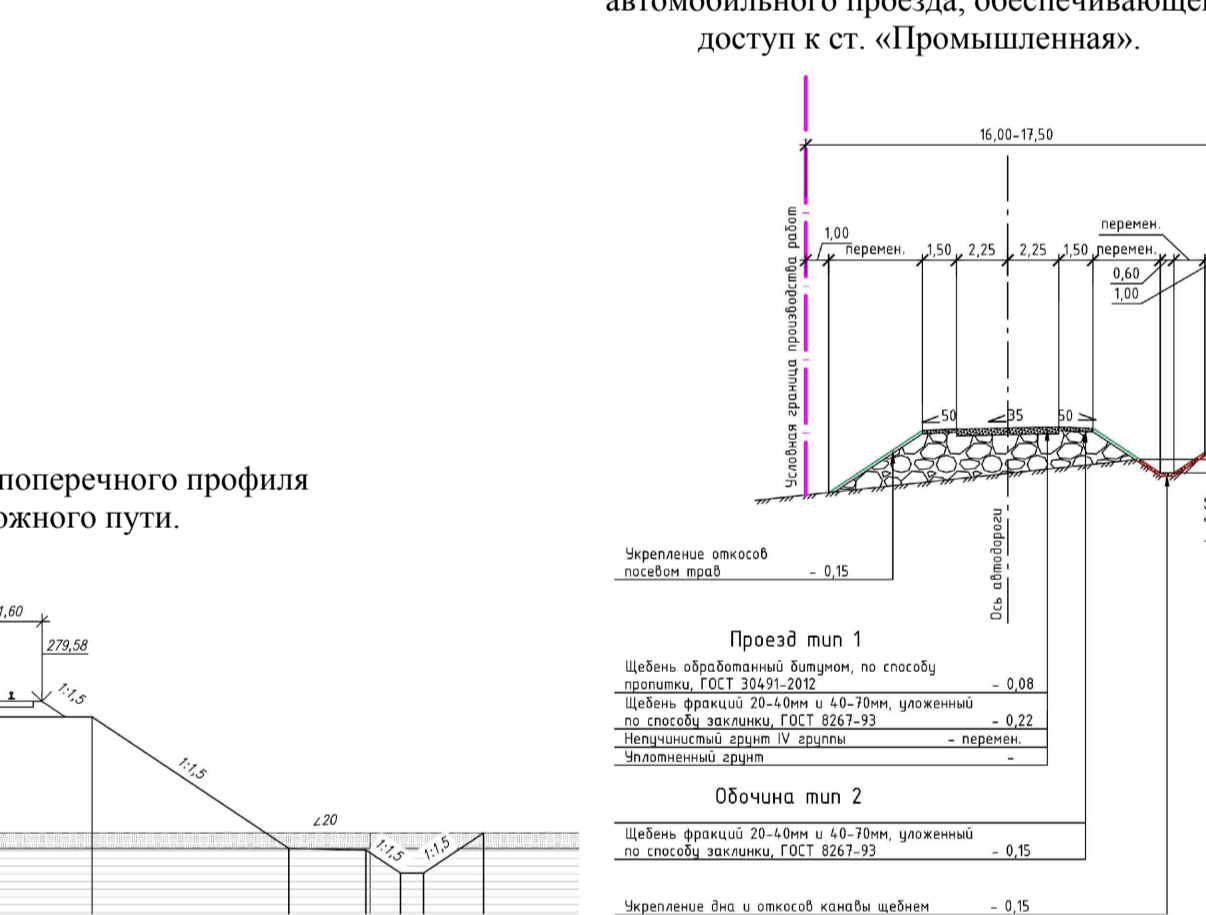 поперечного профиля
ожного пути.
1,60
279,58
1:1,5
1:1,5
∠20
1:1,5
1:1,5
автомобильного проезда, обеспечивающе
доступ к ст. «Промышленная».
16,00-17,50
Условная граница производства работ
1,00
перемен.
1,50
2,25
2,25
1,50
перемен.
перемен.
0,60
1,00
50
35
50
Ось автодороги
Укрепление откосов
посевом трав - 0,15
Проезд тип 1
Щебень обработанный битумом, по способу
пропитки, ГОСТ 30491-2012 - 0,08
Щебень фракций 20-40мм и 40-70мм, уложенный
по способу заклинки, ГОСТ 8267-93 - 0,22
Непучинистый грунт IV группы - перемен.
Уплотненный грунт -
Обочина тип 2
Щебень фракций 20-40мм и 40-70мм, уложенный
по способу заклинки, ГОСТ 8267-93 - 0,15
Укрепление дна и откосов канавы щебнем - 0,15